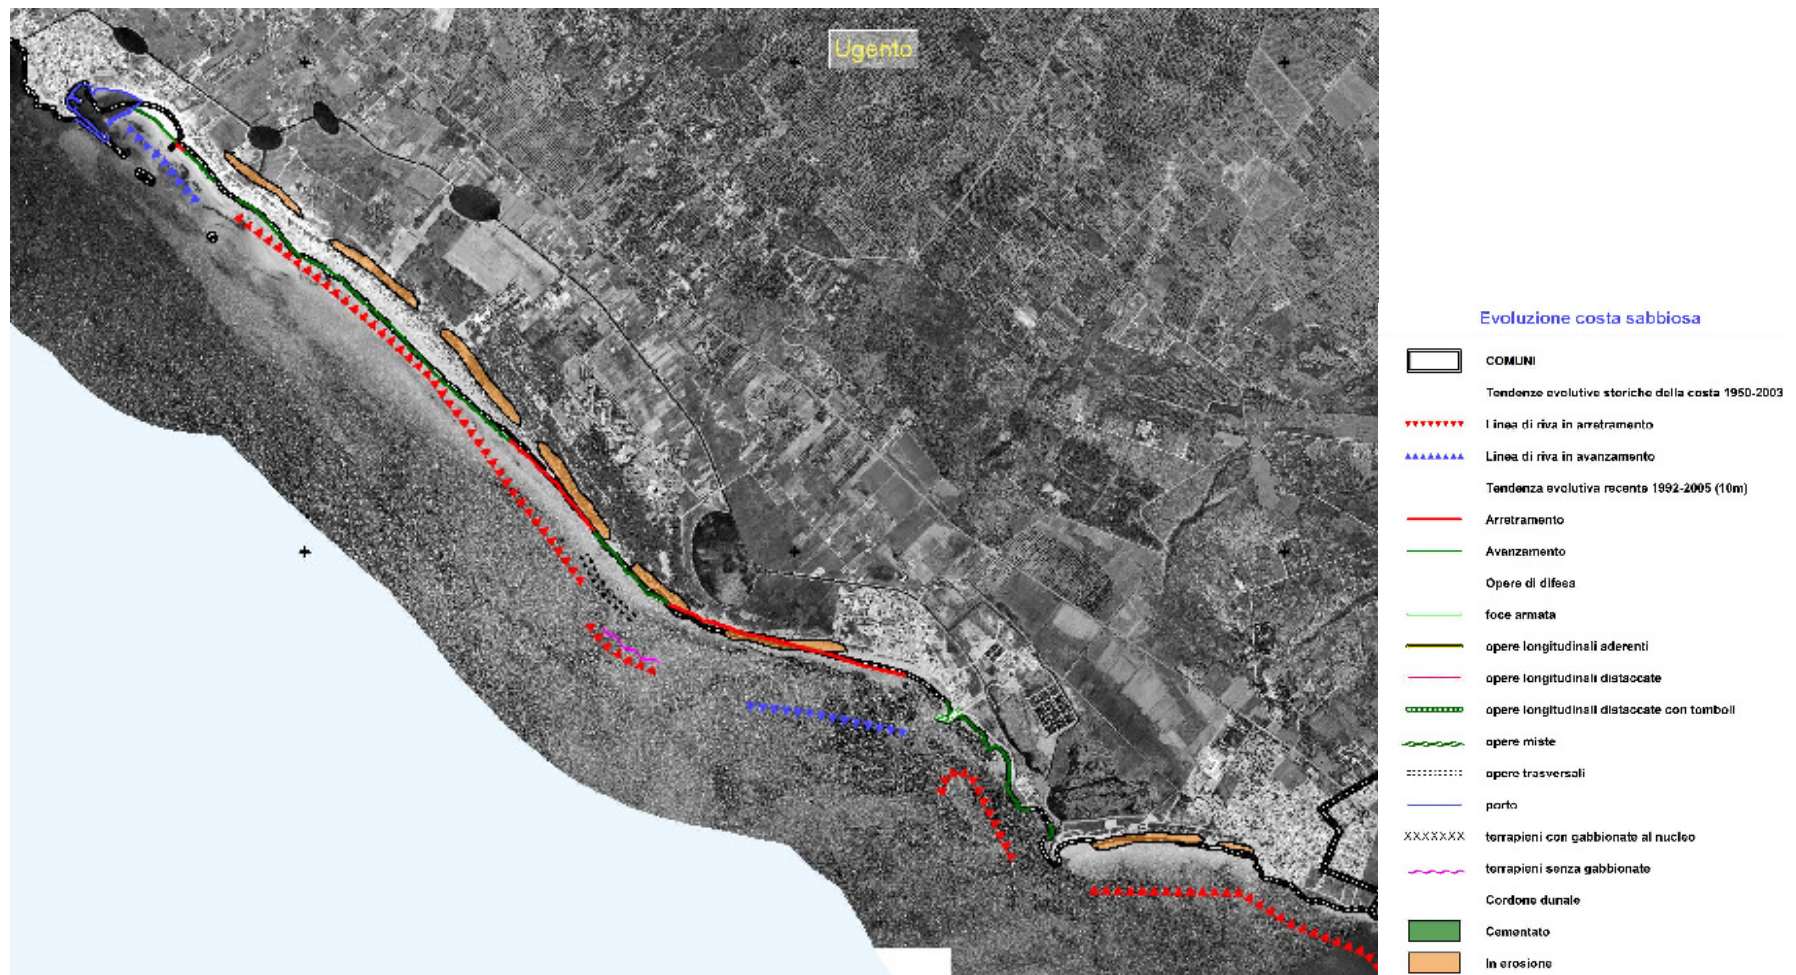 Ugento
Evoluzione costa sabbiosa
COMUNI
Tendenze evolutive storiche della costa 1950-2003
Linea di riva in arretramento
Linea di riva in avanzamento
Tendenza evolutiva recente 1992-2005 (10m)
Arretramento
Avanzamento
Opere di difesa
foce armata
opere longitudinali aderenti
opere longitudinali distaccate
opere longitudinali distaccate con tomboli
opere miste
opere trasversali
porto
terrapieni con gabbionate al nucleo
terrapieni senza gabbionate
Cordone dunale
Cementato
In erosione